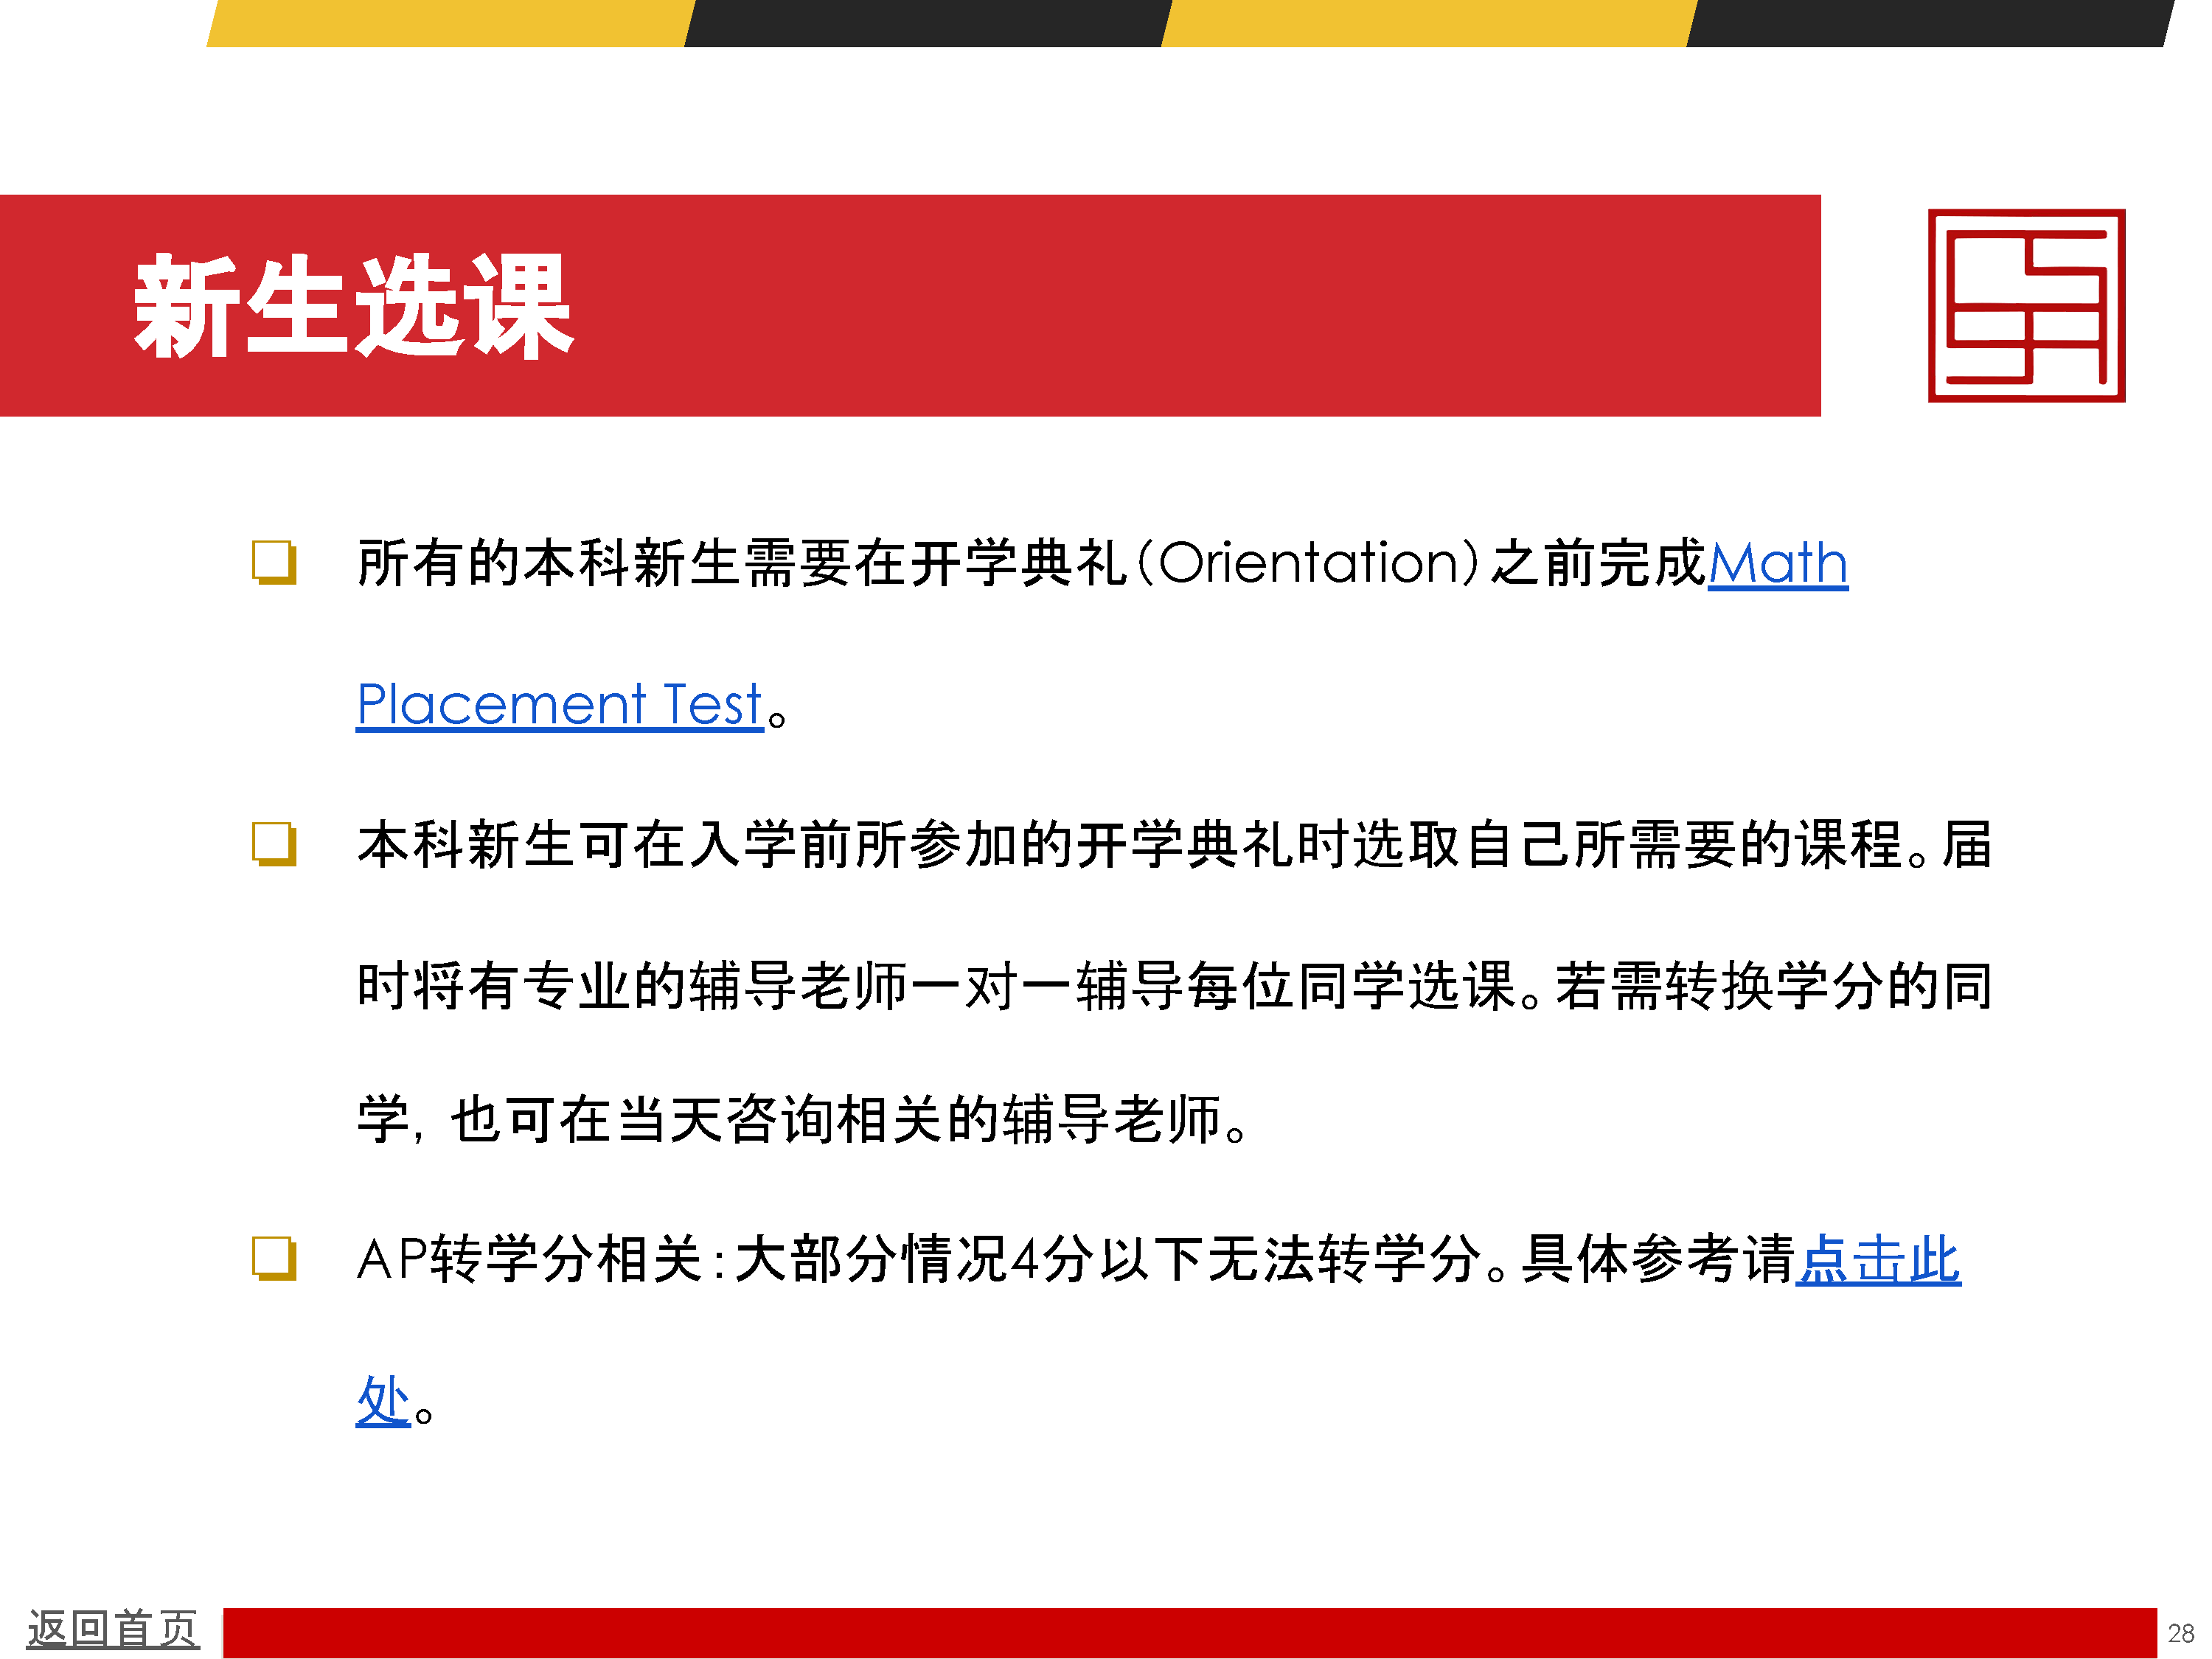 新生选课
所有的本科新生需要在开学典礼（Orientation）之前完成Math
Placement Test。
本科新生可在入学前所参加的开学典礼时选取自己所需要的课程。届
时将有专业的辅导老师一对一辅导每位同学选课。若需转换学分的同
学，也可在当天咨询相关的辅导老师。
AP转学分相关：大部分情况4分以下无法转学分。具体参考请点击此
处。
返回首页
28